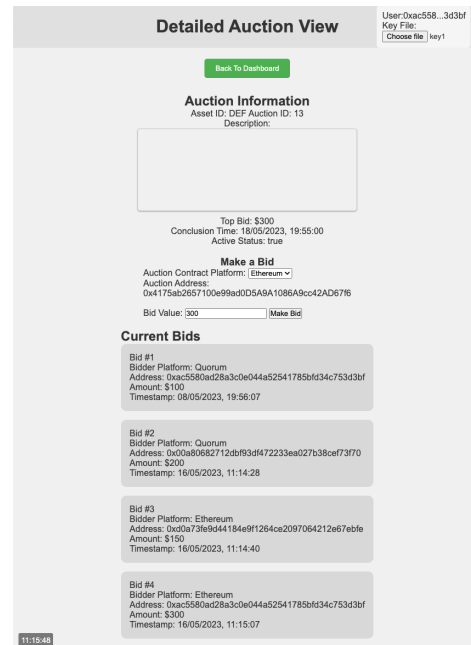 Detailed Auction View
User:0xac558...3d3bf
Key File:
Choose file key1
Back To Dashboard
Auction Information
Asset ID: DEF Auction ID: 13
Description:
Top Bid: $300
Conclusion Time: 18/05/2023, 19:55:00
Active Status: true
Make a Bid
Auction Contract Platform: Ethereum
Auction Address:
0x4175ab2657100e99ad0D5A9A1086A9cc42AD67f6
Bid Value: 300 Make Bid
Current Bids
Bid #1
Bidder Platform: Quorum
Address: 0xac5580ad28a3c0e044a52541785bfd34c753d3bf
Amount: $100
Timestamp: 08/05/2023, 19:56:07
Bid #2
Bidder Platform: Quorum
Address: 0x00a80682712dbf93df472233ea027b38cef73f70
Amount: $200
Timestamp: 16/05/2023, 11:14:28
Bid #3
Bidder Platform: Ethereum
Address: 0xd0a73fe9d44184e9f1264ce2097064212e67ebfe
Amount: $150
Timestamp: 16/05/2023, 11:14:40
Bid #4
Bidder Platform: Ethereum
Address: 0xac5580ad28a3c0e044a52541785bfd34c753d3bf
Amount: $300
Timestamp: 16/05/2023, 11:15:07
11:15:48